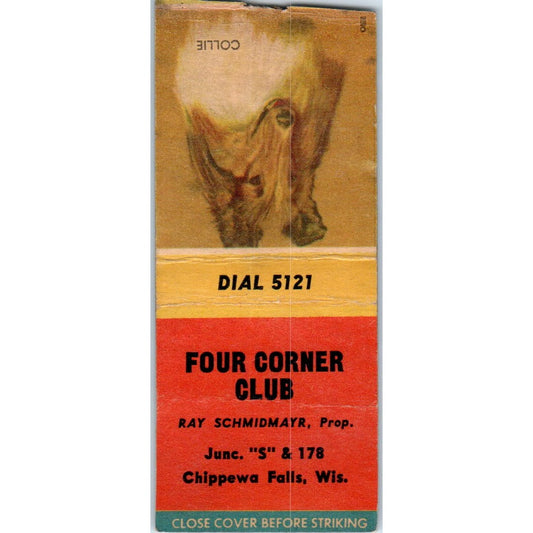 COLLIE
DIAL 5121
FOUR CORNER
CLUB
RAY SCHMIDMAYR, Prop.
Junc. "S" & 178
Chippewa Falls, Wis.
CLOSE COVER BEFORE STRIKING